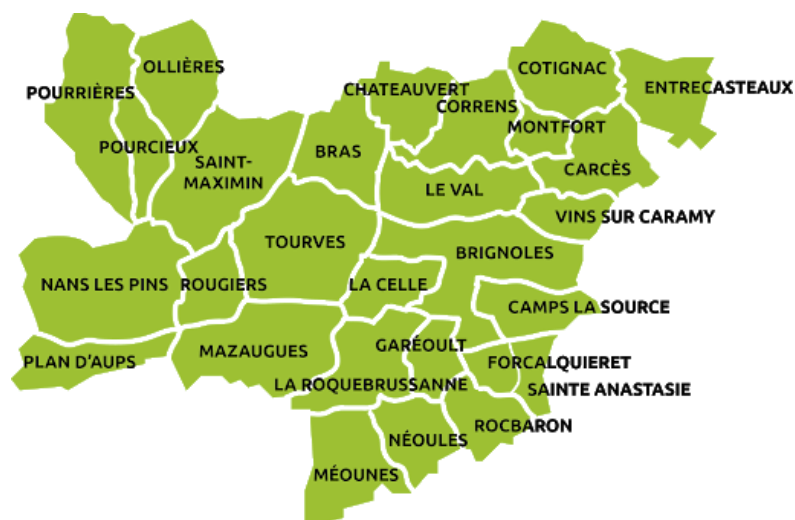 OLLIÈRES
COTIGNAC
POURRIÈRES
CHATEAUVERT
ENTRECASTEAUX
CORRENS
MONTFORT
POURCIEUX
BRAS
SAINT-
MAXIMIN
CARCÈS
LE VAL
VINS SUR CARAMY
TOURVES
BRIGNOLES
NANS LES PINS
ROUGIERS
LA CELLE
CAMPS LA SOURCE
GARÉOULT
MAZAUGUES
PLAN D'AUPS
FORCALQUIERET
LA ROQUEBRUSSANNE
SAINTE ANASTASIE
ROCBARON
NÉOULES
MÉOUNES